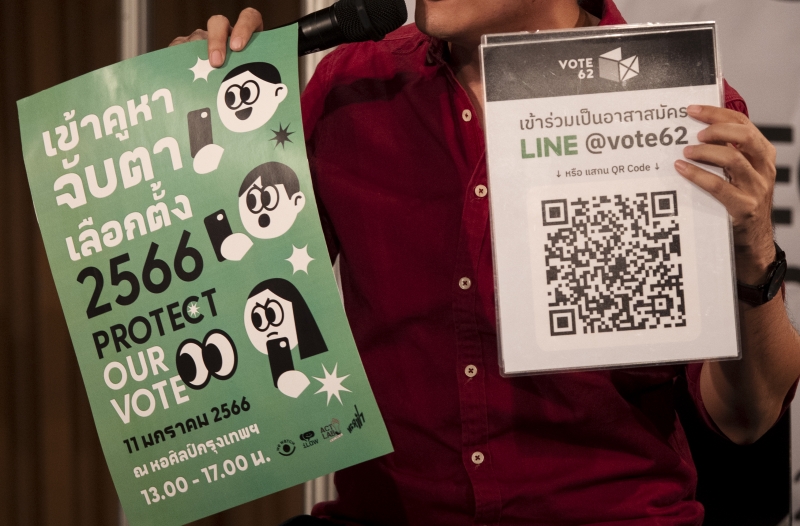 เข้าคูหา
จับตา
เลือกตั้ง
2566
PROTECT
OUR
VOTE
11 มกราคม 2566
ณ หอศิลป์กรุงเทพฯ
13.00 - 17.00 น.
VOTE
62
เข้าร่วมเป็นอาสาสมัคร
LINE @vote62
↓ หรือ แสกน QR Code ↓